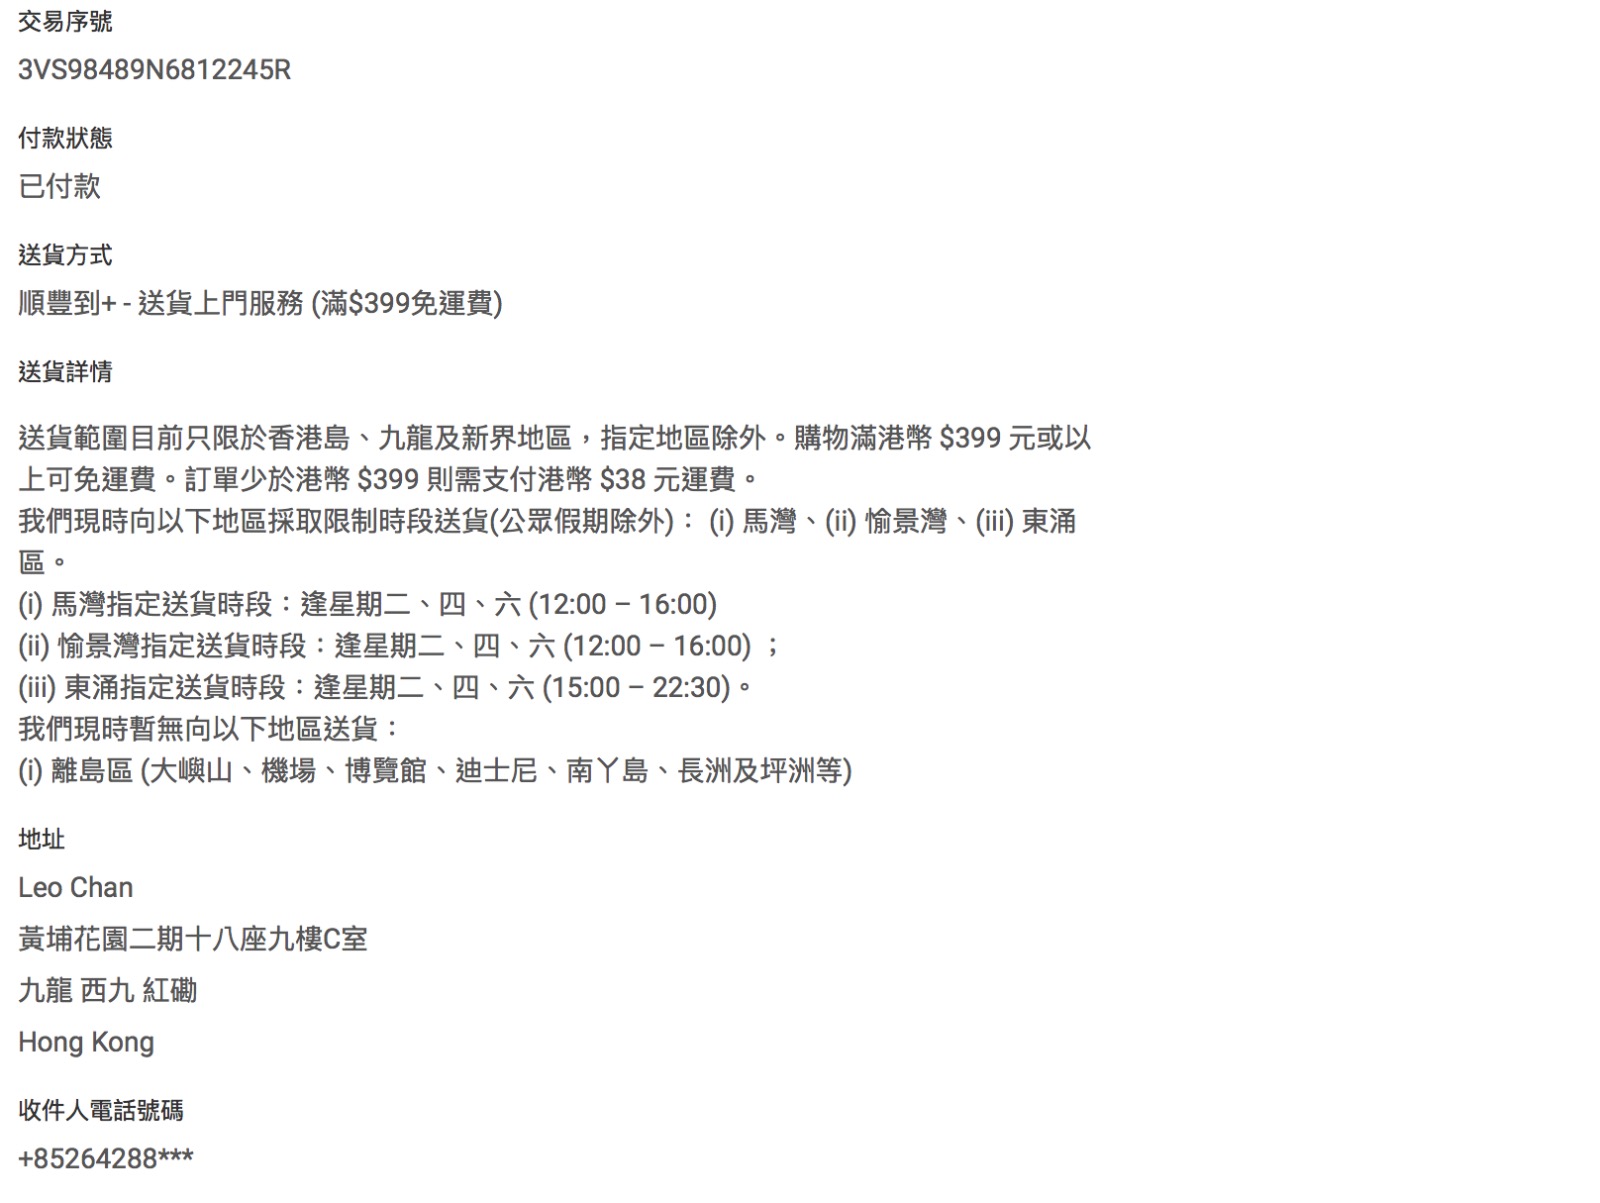 交易序號
3VS98489N6812245R
付款狀態
已付款
送貨方式
順豐到+ - 送貨上門服務 (滿$399免運費)
送貨詳情
送貨範圍目前只限於香港島、九龍及新界地區，指定地區除外。購物滿港幣 $399 元或以
上可免運費。訂單少於港幣 $399 則需支付港幣 $38 元運費。
我們現時向以下地區採取限制時段送貨(公眾假期除外)： (i) 馬灣、(ii) 愉景灣、(iii) 東涌
區。
(i) 馬灣指定送貨時段：逢星期二、四、六 (12:00 – 16:00)
(ii) 愉景灣指定送貨時段：逢星期二、四、六 (12:00 – 16:00) ；
(iii) 東涌指定送貨時段：逢星期二、四、六 (15:00 – 22:30)。
我們現時暫無向以下地區送貨：
(i) 離島區 (大嶼山、機場、博覽館、迪士尼、南丫島、長洲及坪洲等)
地址
Leo Chan
黃埔花園二期十八座九樓C室
九龍 西九 紅磡
Hong Kong
收件人電話號碼
+85264288***